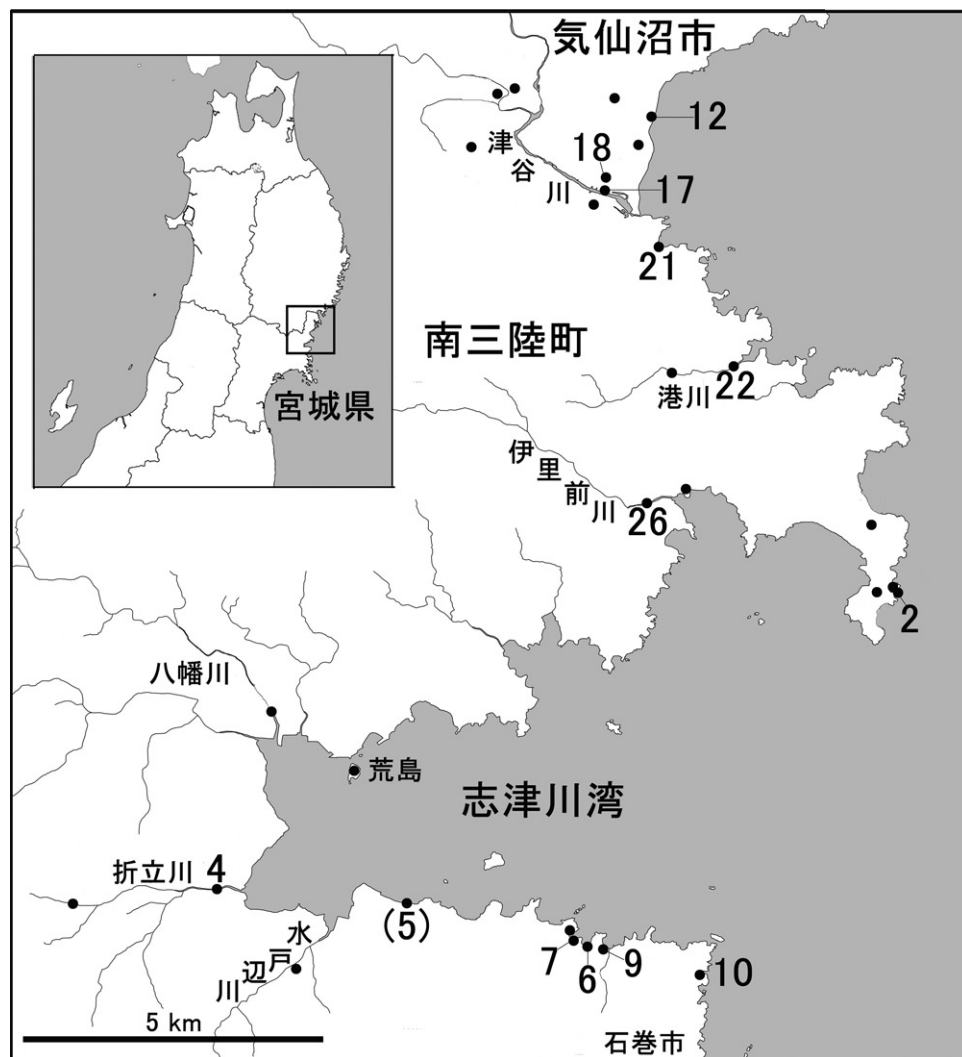 気仙沼市
12
津谷川
18
17
21
南三陸町
宮城県
港川
22
伊里前川
26
2
八幡川
荒島
志津川湾
折立川
4
(5)
水戸辺川
7
6
9
10
5 km
石巻市